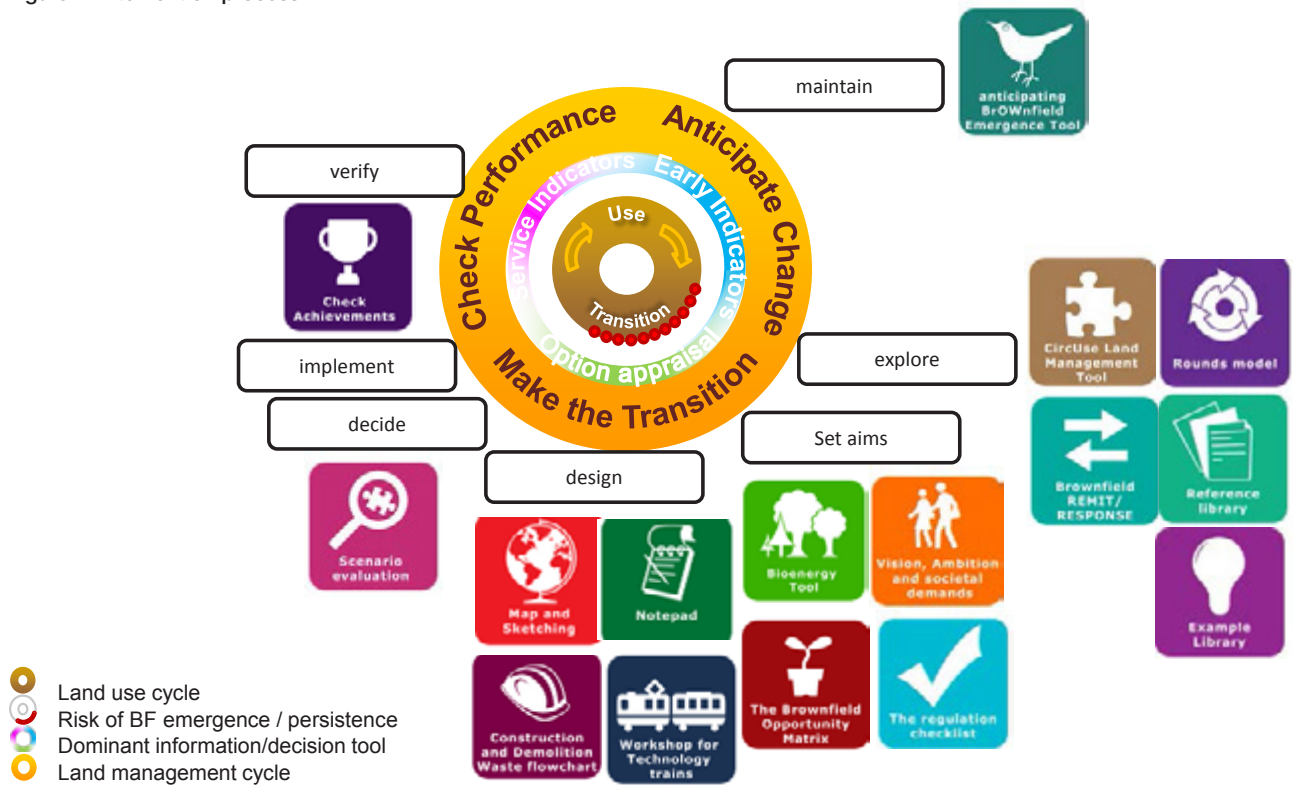 maintain
anticipating
BrOWnfield
Emergence Tool
Check Performance
Anticipate Change
Make the Transition
Service Indicators
Early Indicators
Option appraisal
Use
Transition
verify
Check
Achievements
implement
decide
Scenario
evaluation
design
Map and
Sketching
Notepad
Construction
and Demolition
Waste flowchart
Workshop for
Technology
trains
explore
Set aims
Bioenergy
Tool
Vision, Ambition
and societal
demands
The Brownfield
Opportunity
Matrix
The regulation
checklist
CircUse Land
Management
Tool
Rounds model
Brownfield
REMIT/
RESPONSE
Reference
library
Example
Library
Land use cycle
Risk of BF emergence / persistence
Dominant information/decision tool
Land management cycle